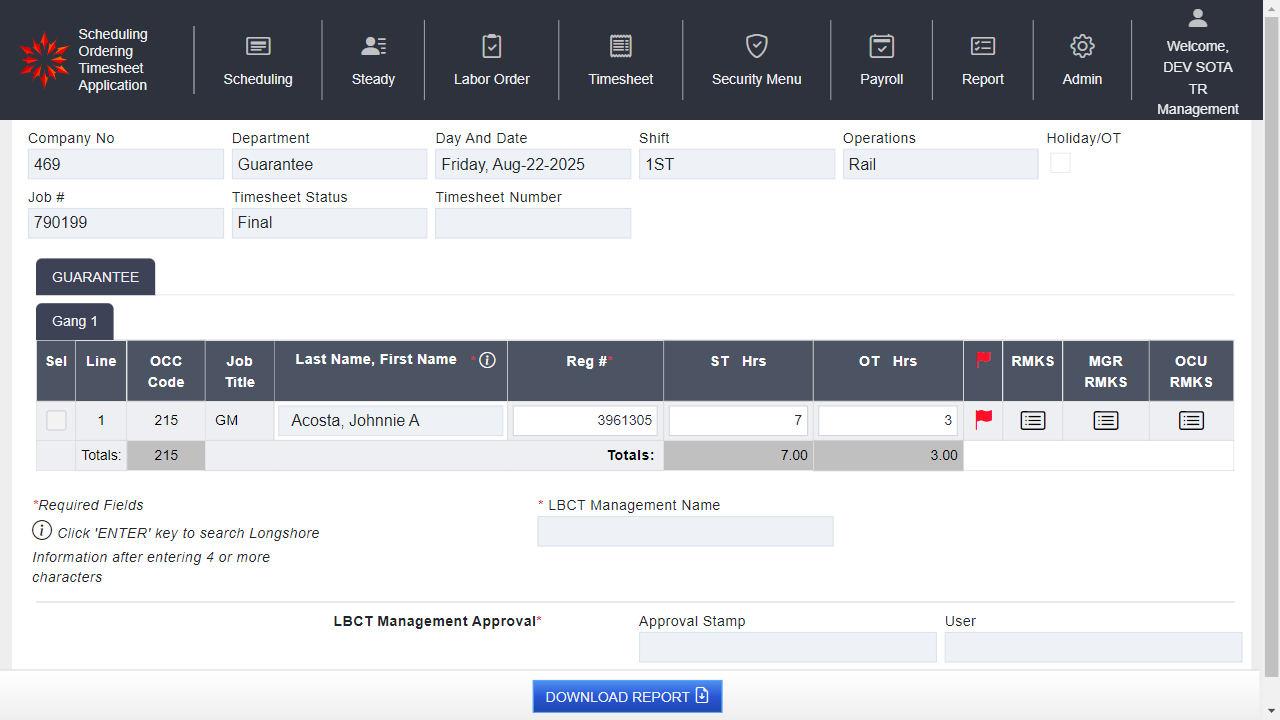 Scheduling
Ordering
Timesheet
Application
Scheduling
Steady
Labor Order
Timesheet
Security Menu
Payroll
Report
Admin
Welcome,
DEV SOTA
TR
Management
Company No Department Day And Date Shift Operations Holiday/OT
469 Guarantee Friday, Aug-22-2025 1ST Rail
Job # Timesheet Status Timesheet Number
790199 Final
GUARANTEE
Gang 1
Sel Line OCC Code Job Title Last Name, First Name * Reg #* ST Hrs OT Hrs RMKS MGR RMKS OCU RMKS
1 215 GM Acosta, Johnnie A 3961305 7 3
Totals: 215 Totals: 7.00 3.00
*Required Fields
Click 'ENTER' key to search Longshore
Information after entering 4 or more
characters
* LBCT Management Name
LBCT Management Approval* Approval Stamp User
DOWNLOAD REPORT